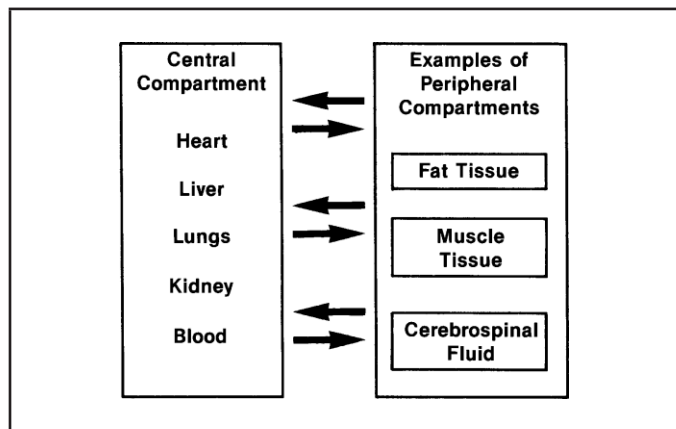 Central
Compartment
Heart
Liver
Lungs
Kidney
Blood
Examples of
Peripheral
Compartments
Fat Tissue
Muscle
Tissue
Cerebrospinal
Fluid